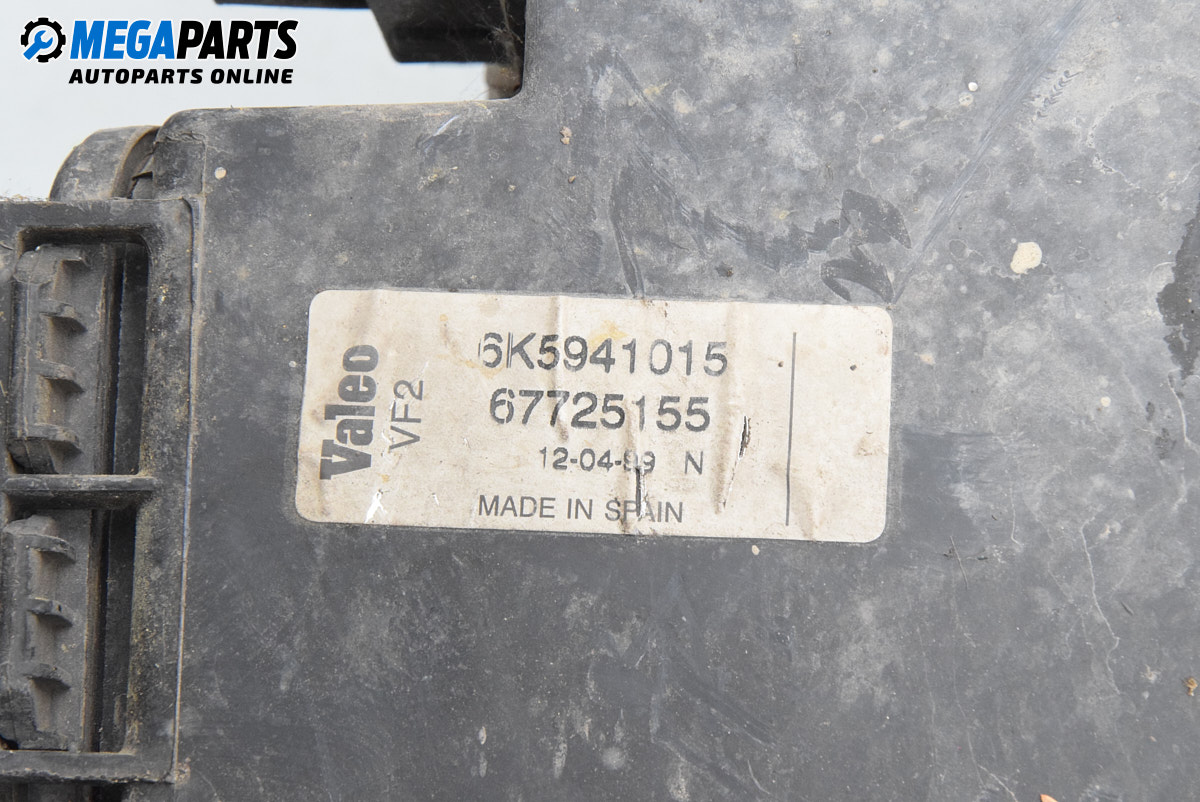 MEGAPARTS
AUTOPARTS ONLINE
Valeo
VF2
6K5941015
67725155
12-04-99 N
MADE IN SPAIN